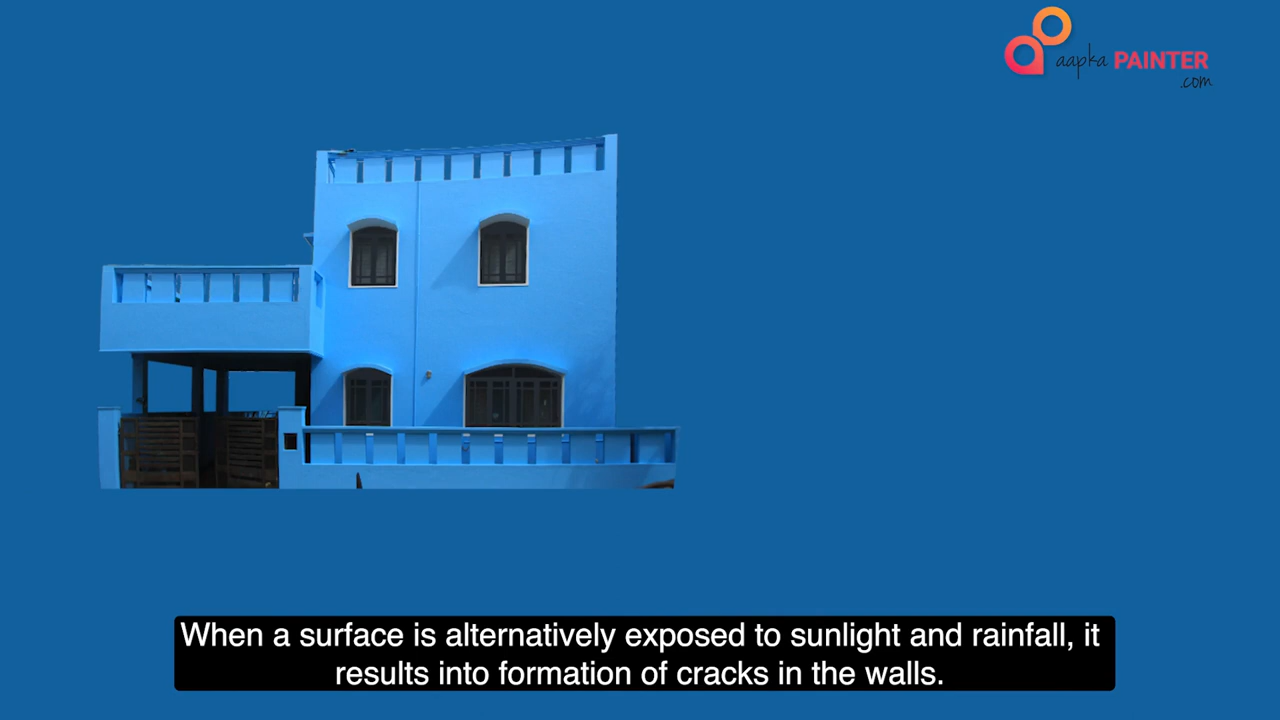 aapka PAINTER
.com
When a surface is alternatively exposed to sunlight and rainfall, it
results into formation of cracks in the walls.